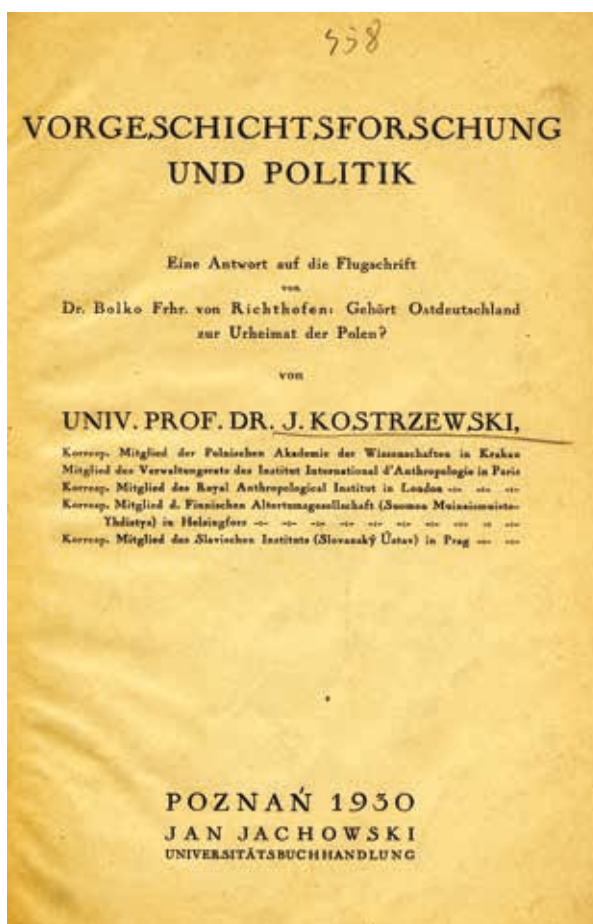 558
VORGESCHICHTSFORSCHUNG
UND POLITIK
Eine Antwort auf die Flugschrift
von
Dr. Bolko Frhr. von Richthofen: Gehört Ostdeutschland
zur Urheimat der Polen?
von
UNIV. PROF. DR. J. KOSTRZEWSKI,
Korresp. Mitglied der Polnischen Akademie der Wissenschaften in Krakau
Mitglied des Verwaltungsrats des Institut International d'Anthropologie in Paris
Korresp. Mitglied des Royal Anthropological Institut in London
Korresp. Mitglied d. Finnischen Altertumsgesellschaft (Suomen Muinaismuisto-
Yhdistys) in Helsingfors
Korresp. Mitglied des Slavischen Instituts (Slovanský Ústav) in Prag
POZNAŃ 1930
JAN JACHOWSKI
UNIVERSITÄTSBUCHHANDLUNG